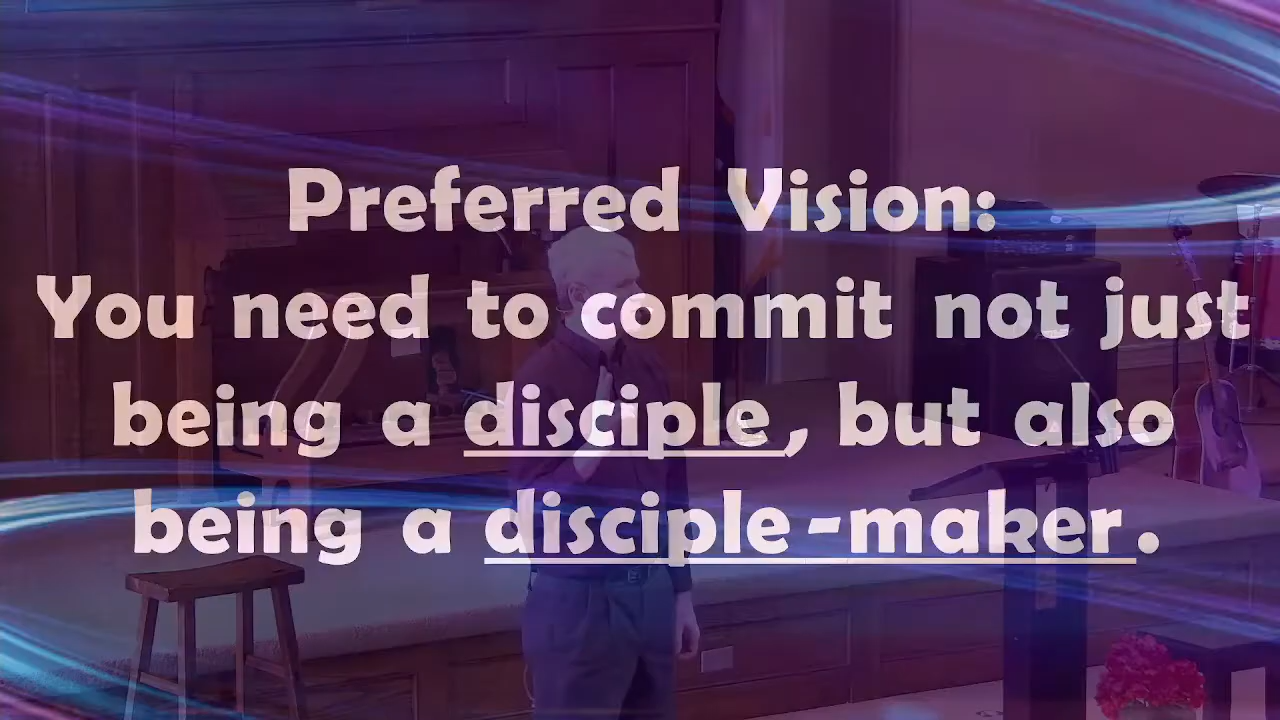 Preferred Vision:
You need to commit not just
being a disciple, but also
being a disciple-maker.